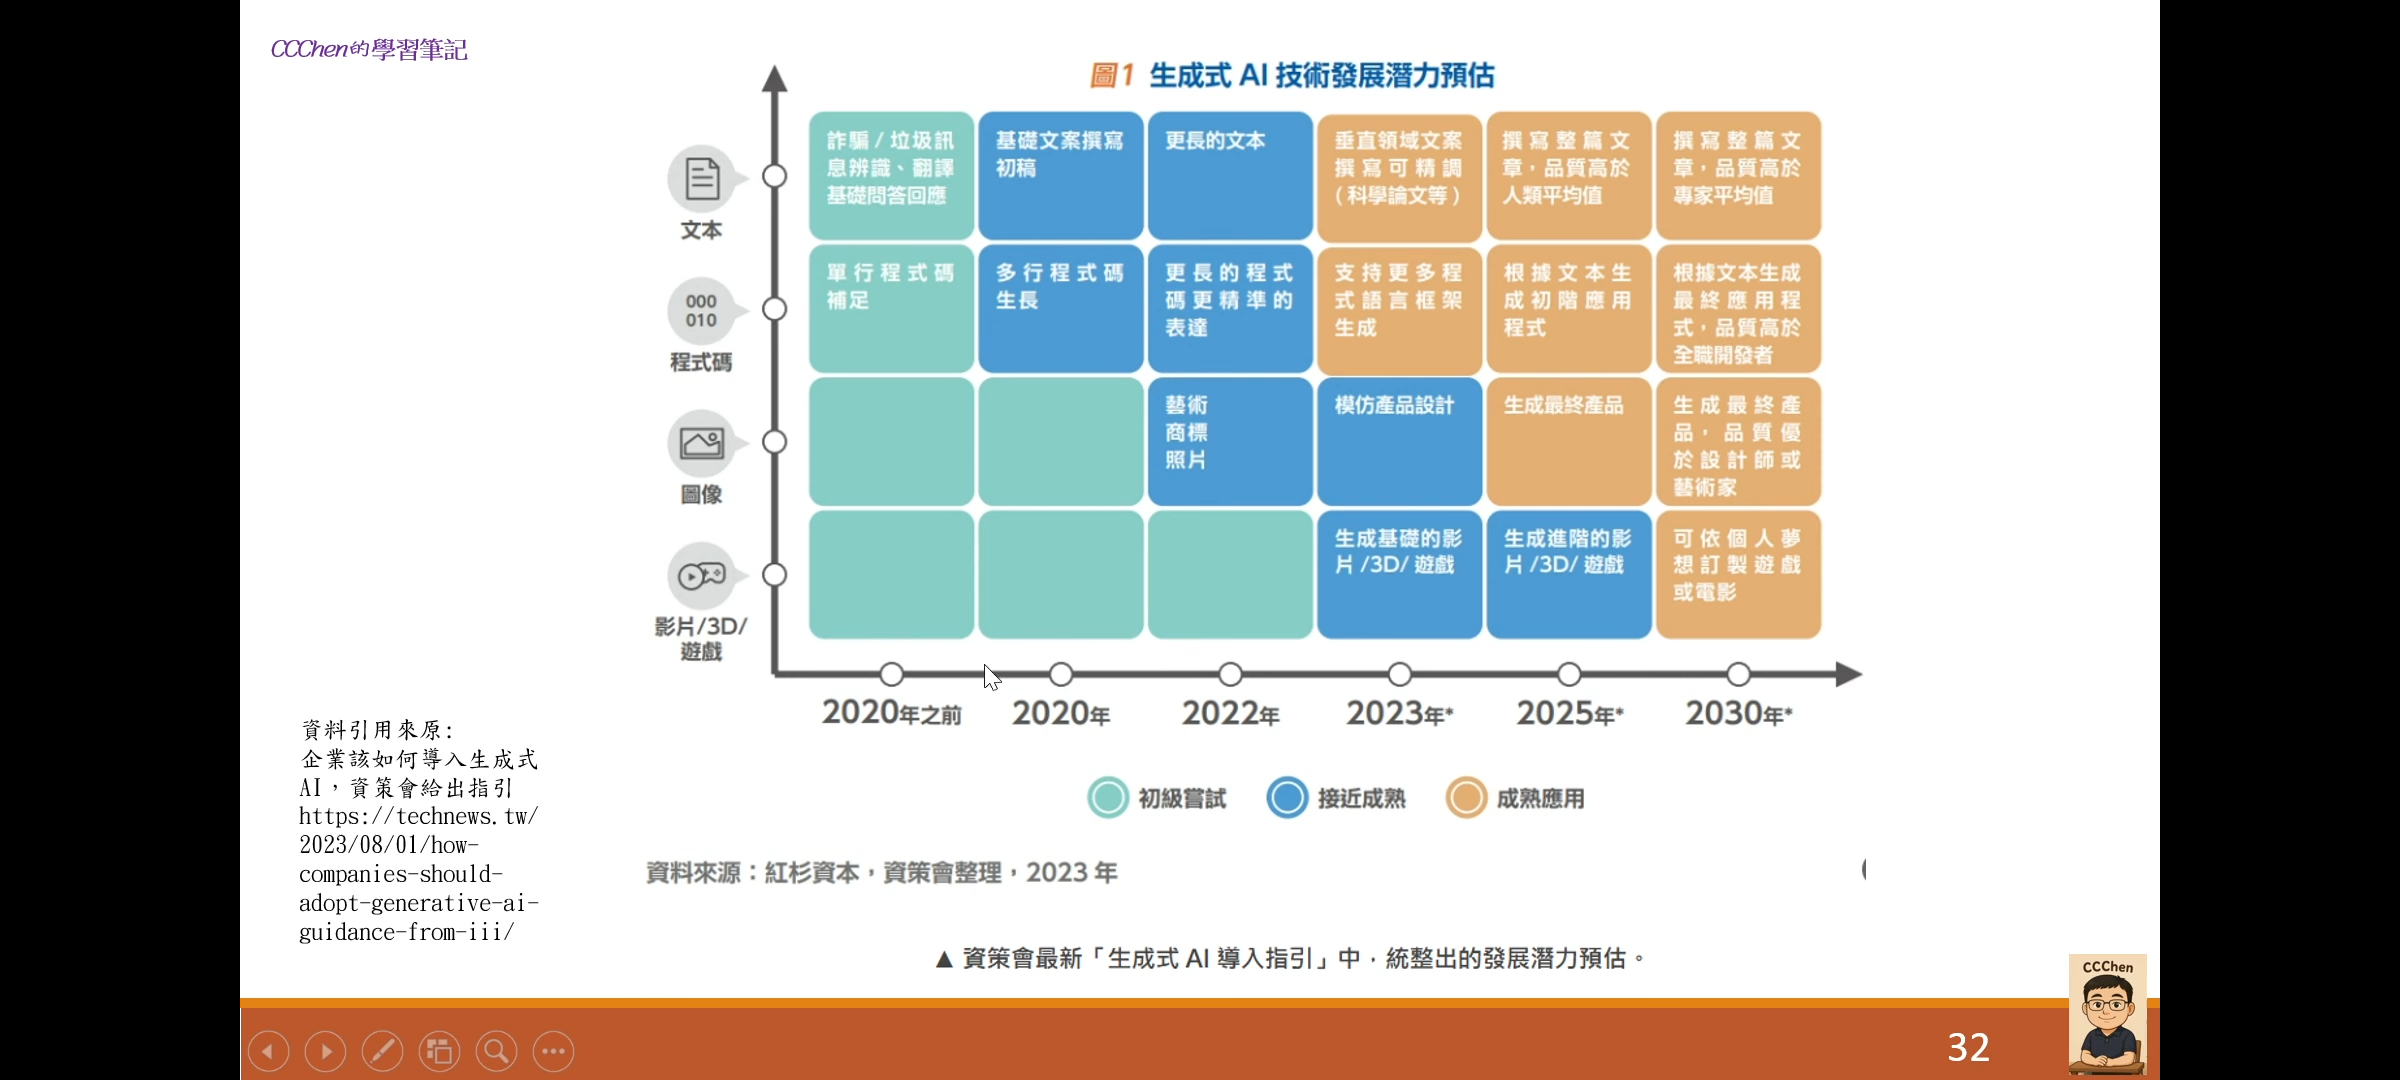 CCChen的學習筆記
圖1 生成式 AI 技術發展潛力預估
文本
詐騙 / 垃圾訊
息辨識、翻譯
基礎問答回應
基礎文案撰寫
初稿
更長的文本
垂直領域文案
撰寫可精調
(科學論文等)
撰寫整篇文
章,品質高於
人類平均值
撰寫整篇文
章,品質高於
專家平均值
000
010
程式碼
單行程式碼
補足
多行程式碼
生長
更長的程式
碼更精準的
表達
支持更多程
式語言框架
生成
根據文本生
成初階應用
程式
根據文本生成
最終應用程
式,品質高於
全職開發者
圖像
藝術
商標
照片
模仿產品設計
生成最終產品
生成最終產
品,品質優
於設計師或
藝術家
影片/3D/
遊戲
生成基礎的影
片 /3D/ 遊戲
生成進階的影
片 /3D/ 遊戲
可依個人夢
想訂製遊戲
或電影
2020年之前
2020年
2022年
2023年*
2025年*
2030年*
初級嘗試
接近成熟
成熟應用
資料來源:紅杉資本,資策會整理,2023 年
資料引用來原:
企業該如何導入生成式
AI,資策會給出指引
https://technews.tw/
2023/08/01/how-
companies-should-
adopt-generative-ai-
guidance-from-iii/
▲ 資策會最新「生成式 AI 導入指引」中,統整出的發展潛力預估。
CCChen
32